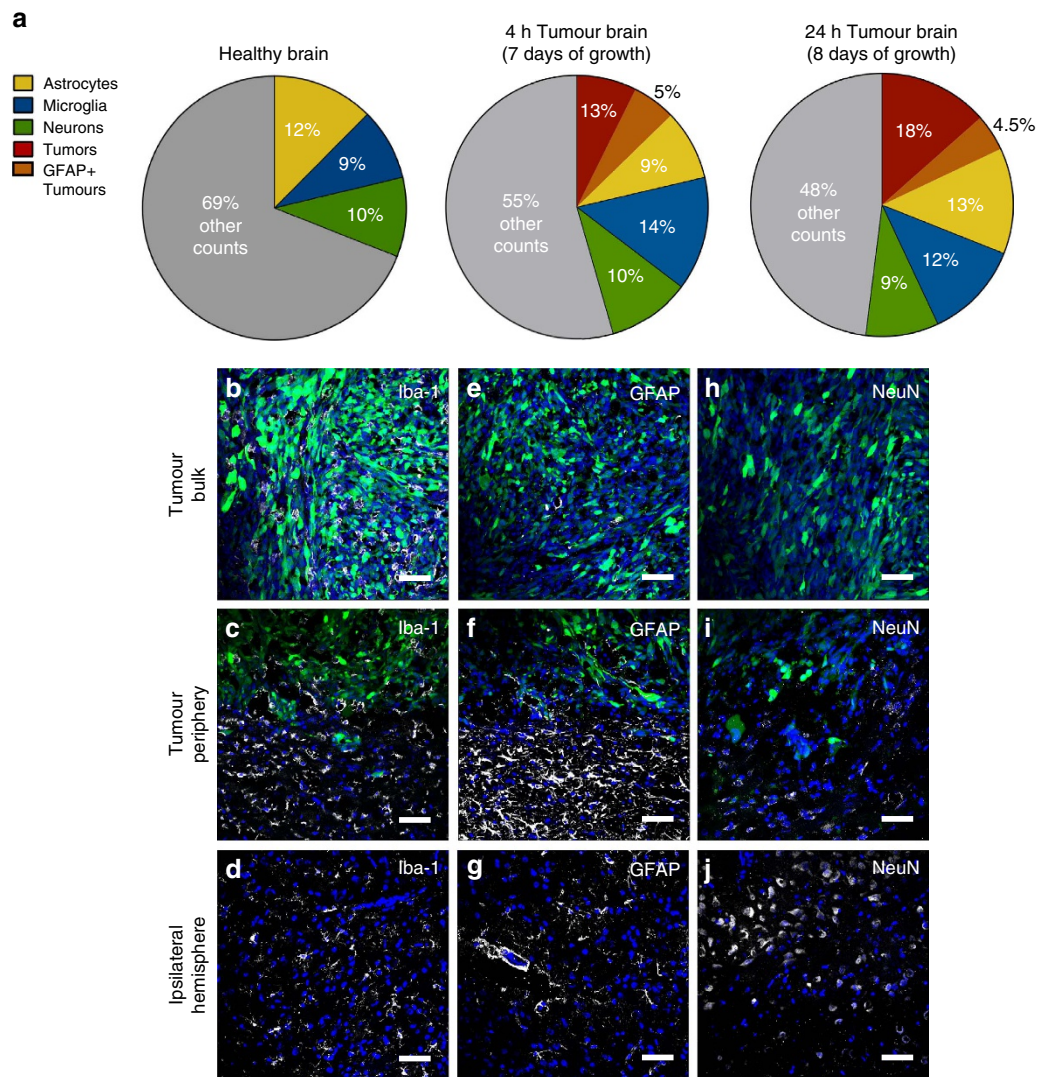 a
Healthy brain
4 h Tumour brain
(7 days of growth)
24 h Tumour brain
(8 days of growth)
Astrocytes
Microglia
Neurons
Tumors
GFAP+
Tumours
12%
9%
10%
69%
other
counts
13%
5%
9%
14%
10%
55%
other
counts
18%
4.5%
13%
12%
9%
48%
other
counts
Tumour
bulk
b
Iba-1
e
GFAP
h
NeuN
Tumour
periphery
c
Iba-1
f
GFAP
i
NeuN
Ipsilateral
hemisphere
d
Iba-1
g
GFAP
j
NeuN